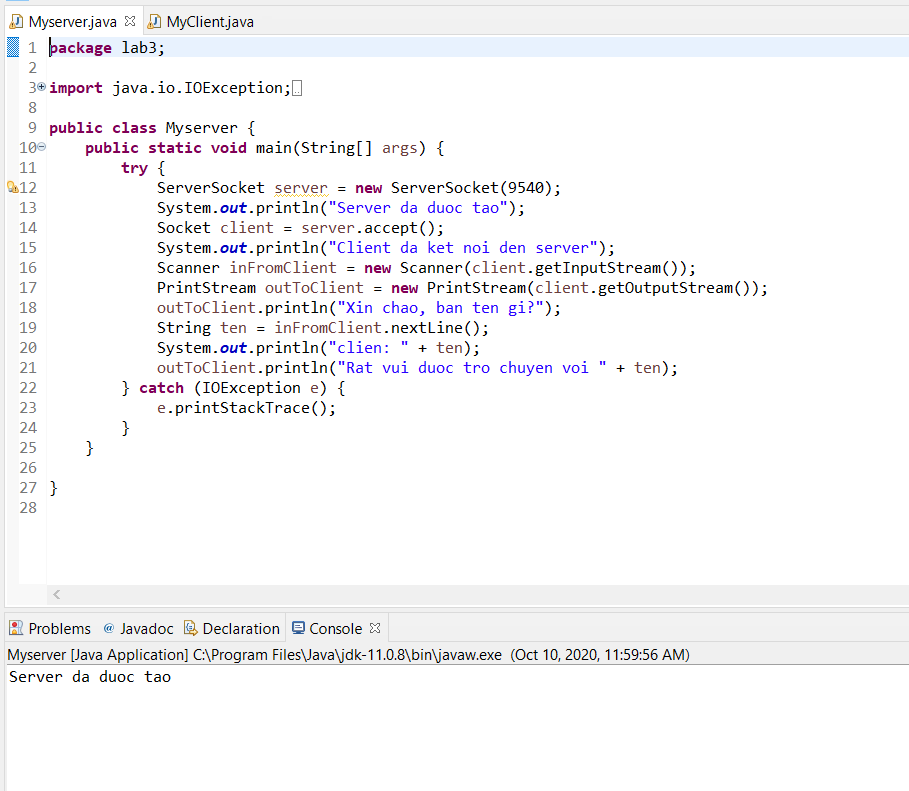 Myserver.java MyClient.java
1 package lab3;
2
3 import java.io.IOException;
8
9 public class Myserver {
10 public static void main(String[] args) {
11 try {
12 ServerSocket server = new ServerSocket(9540);
13 System.out.println("Server da duoc tao");
14 Socket client = server.accept();
15 System.out.println("Client da ket noi den server");
16 Scanner inFromClient = new Scanner(client.getInputStream());
17 PrintStream outToClient = new PrintStream(client.getOutputStream());
18 outToClient.println("Xin chao, ban ten gi?");
19 String ten = inFromClient.nextLine();
20 System.out.println("clien: " + ten);
21 outToClient.println("Rat vui duoc tro chuyen voi " + ten);
22 } catch (IOException e) {
23 e.printStackTrace();
24 }
25 }
26
27 }
28
Problems @ Javadoc Declaration Console
Myserver [Java Application] C:\Program Files\Java\jdk-11.0.8\bin\javaw.exe (Oct 10, 2020, 11:59:56 AM)
Server da duoc tao